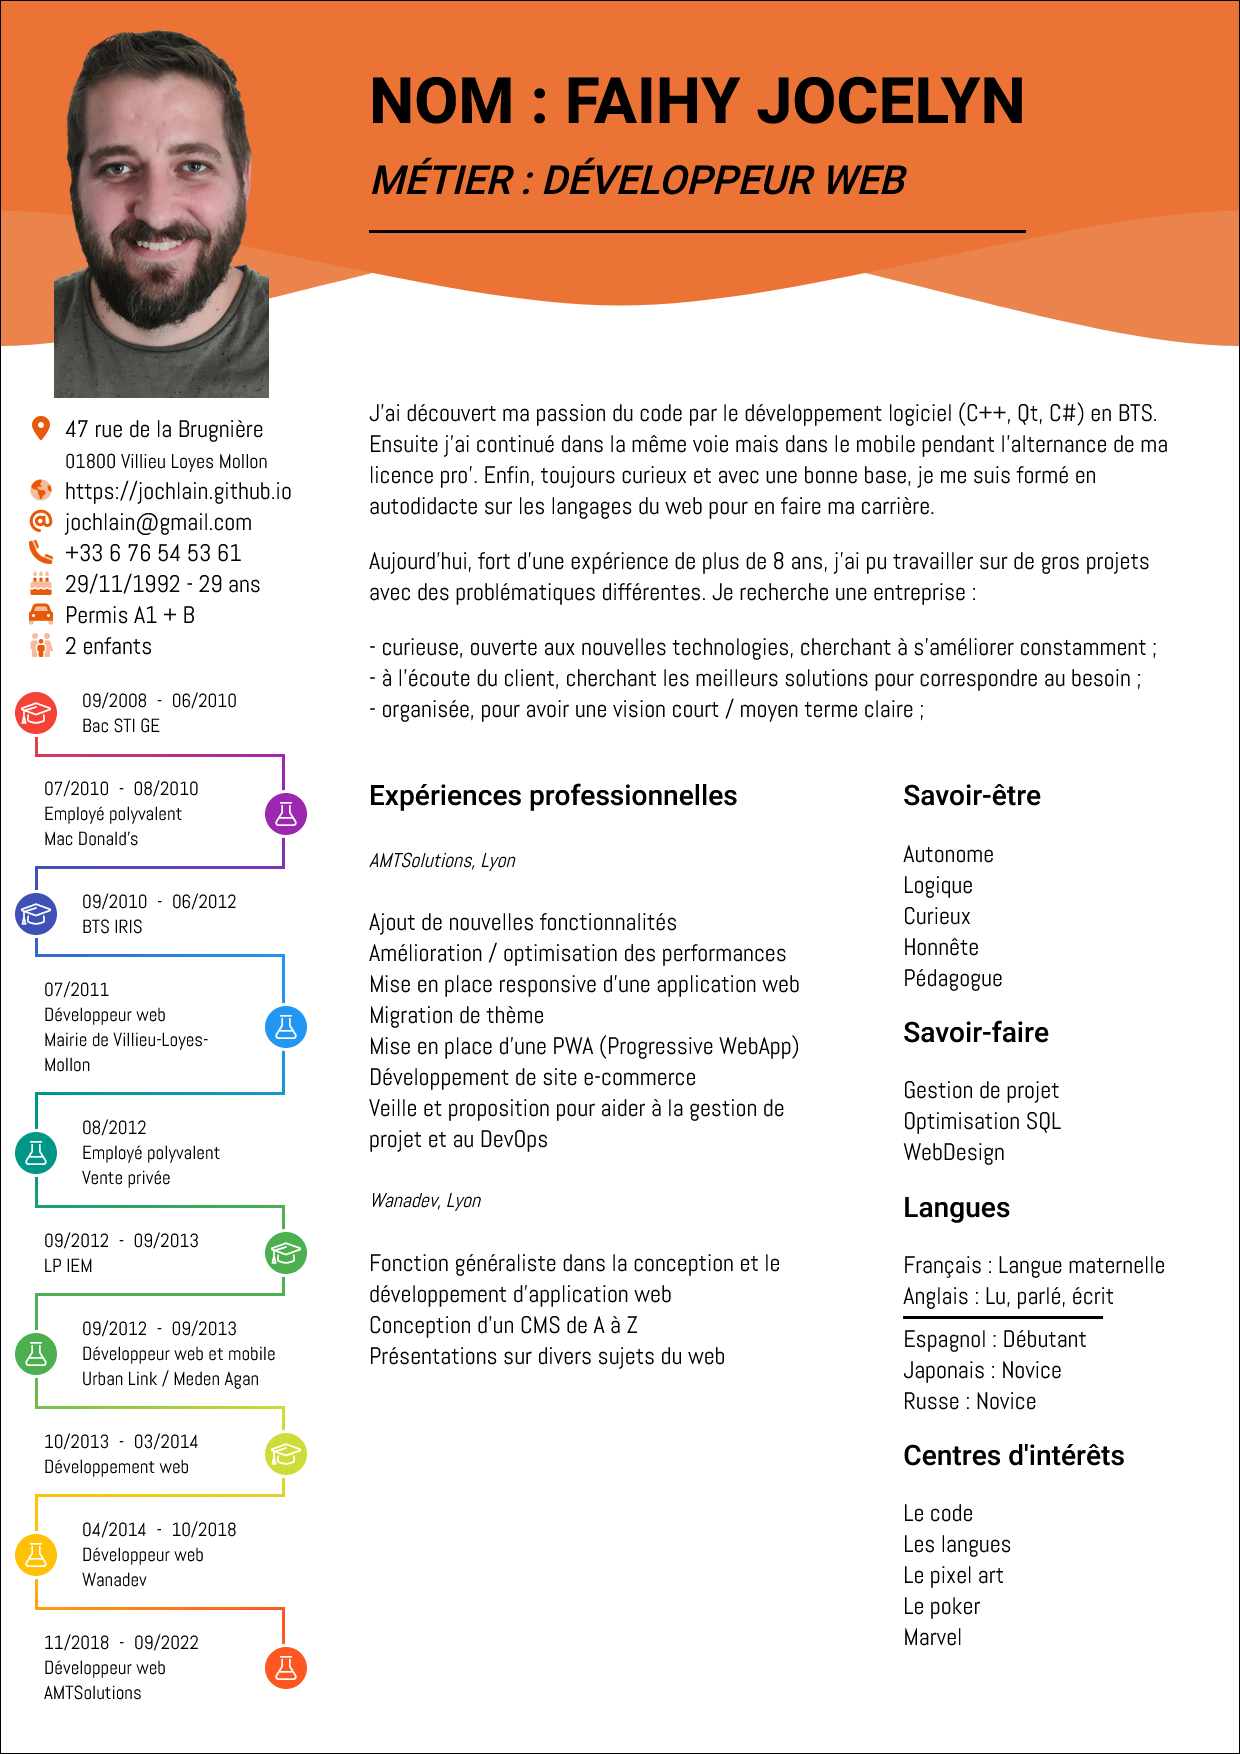 NOM : FAIHY JOCELYN
MÉTIER : DÉVELOPPEUR WEB
47 rue de la Brugnière
01800 Villieu Loyes Mollon
https://jochlain.github.io
jochlain@gmail.com
+33 6 76 54 53 61
29/11/1992 - 29 ans
Permis A1 + B
2 enfants
09/2008 - 06/2010
Bac STI GE
07/2010 - 08/2010
Employé polyvalent
Mac Donald's
09/2010 - 06/2012
BTS IRIS
07/2011
Développeur web
Mairie de Villieu-Loyes-
Mollon
08/2012
Employé polyvalent
Vente privée
09/2012 - 09/2013
LP IEM
09/2012 - 09/2013
Développeur web et mobile
Urban Link / Meden Agan
10/2013 - 03/2014
Développement web
04/2014 - 10/2018
Développeur web
Wanadev
11/2018 - 09/2022
Développeur web
AMTSolutions
J'ai découvert ma passion du code par le développement logiciel (C++, Qt, C#) en BTS.
Ensuite j'ai continué dans la même voie mais dans le mobile pendant l'alternance de ma
licence pro'. Enfin, toujours curieux et avec une bonne base, je me suis formé en
autodidacte sur les langages du web pour en faire ma carrière.
Aujourd'hui, fort d'une expérience de plus de 8 ans, j'ai pu travailler sur de gros projets
avec des problématiques différentes. Je recherche une entreprise :
- curieuse, ouverte aux nouvelles technologies, cherchant à s'améliorer constamment ;
- à l'écoute du client, cherchant les meilleurs solutions pour correspondre au besoin ;
- organisée, pour avoir une vision court / moyen terme claire ;
Expériences professionnelles
AMTSolutions, Lyon
Ajout de nouvelles fonctionnalités
Amélioration / optimisation des performances
Mise en place responsive d'une application web
Migration de thème
Mise en place d'une PWA (Progressive WebApp)
Développement de site e-commerce
Veille et proposition pour aider à la gestion de
projet et au DevOps
Wanadev, Lyon
Fonction généraliste dans la conception et le
développement d'application web
Conception d'un CMS de A à Z
Présentations sur divers sujets du web
Savoir-être
Autonome
Logique
Curieux
Honnête
Pédagogue
Savoir-faire
Gestion de projet
Optimisation SQL
WebDesign
Langues
Français : Langue maternelle
Anglais : Lu, parlé, écrit
Espagnol : Débutant
Japonais : Novice
Russe : Novice
Centres d'intérêts
Le code
Les langues
Le pixel art
Le poker
Marvel